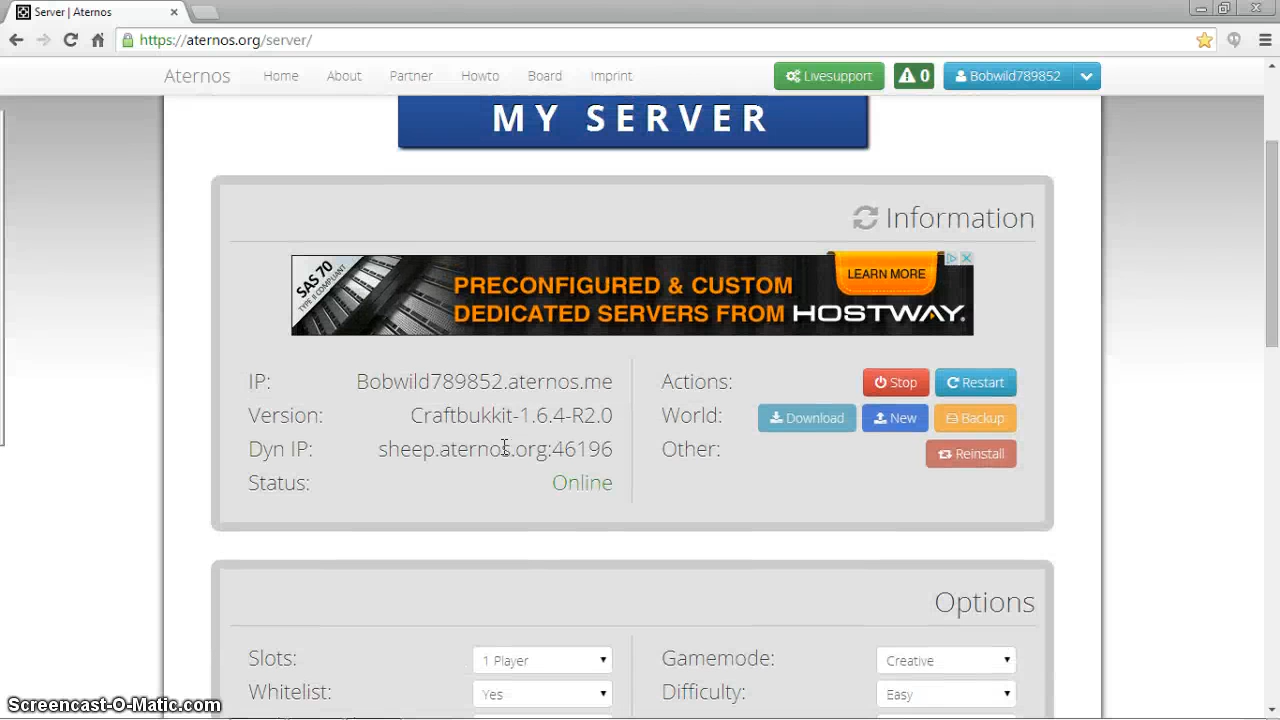 Server | Aternos
https://aternos.org/server/
Aternos Home About Partner Howto Board Imprint Livesupport 0 Bobwild789852
MY SERVER
Information
SAS 70
TYPE II COMPLIANT
PRECONFIGURED & CUSTOM
DEDICATED SERVERS FROM HOSTWAY.
LEARN MORE
IP: Bobwild789852.aternos.me
Version: Craftbukkit-1.6.4-R2.0
Dyn IP: sheep.aternos.org:46196
Status: Online
Actions: Stop Restart
World: Download New Backup
Other: Reinstall
Options
Slots: 1 Player
Whitelist: Yes
Gamemode: Creative
Difficulty: Easy
Screencast-O-Matic.com